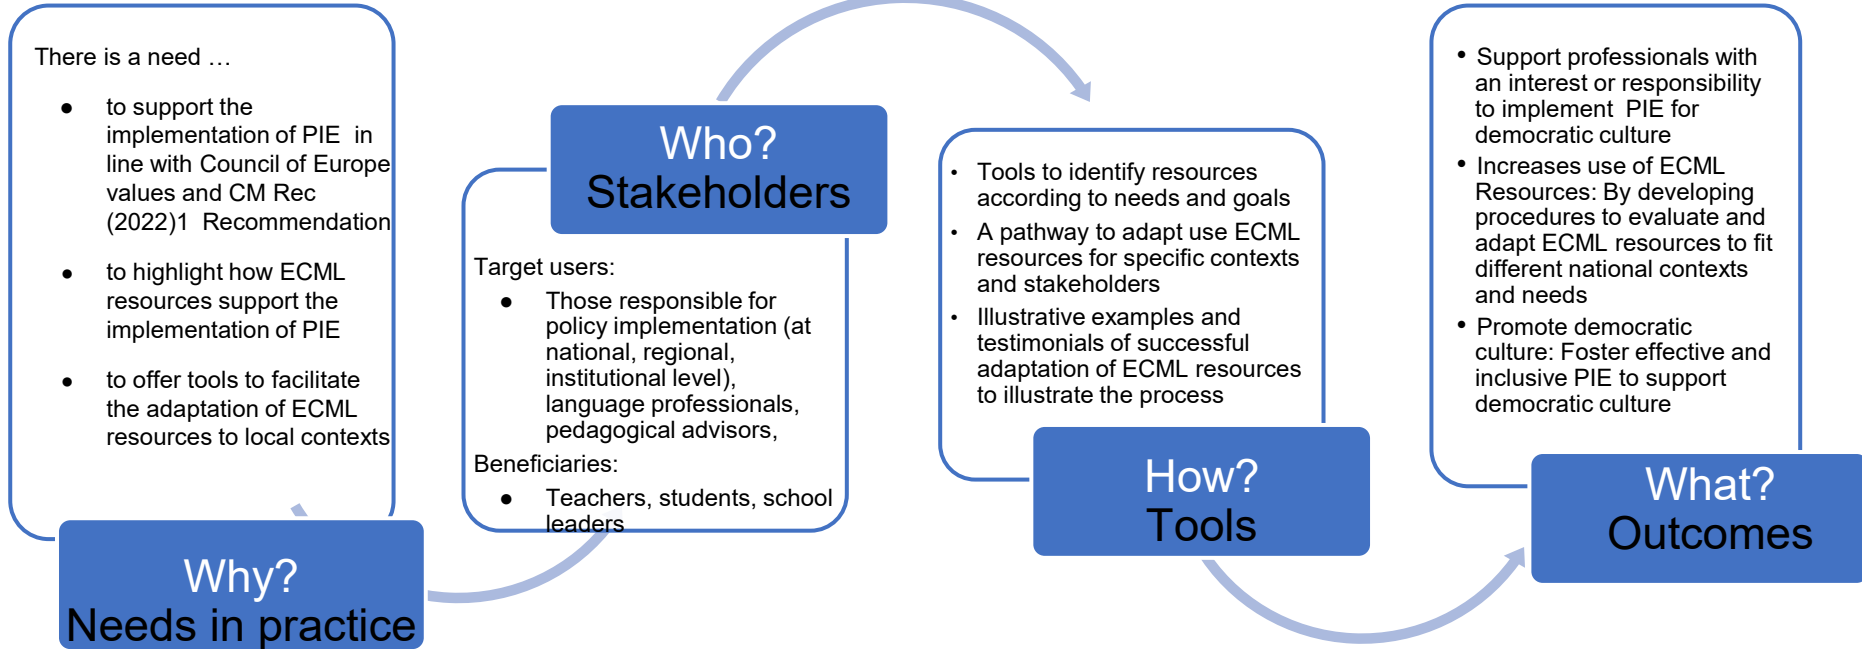 There is a need …
● to support the
implementation of PIE in
line with Council of Europe
values and CM Rec
(2022)1 Recommendation
● to highlight how ECML
resources support the
implementation of PIE
● to offer tools to facilitate
the adaptation of ECML
resources to local contexts
Why?
Needs in practice
Who?
Stakeholders
Target users:
● Those responsible for
policy implementation (at
national, regional,
institutional level),
language professionals,
pedagogical advisors,
Beneficiaries:
● Teachers, students, school
leaders
• Tools to identify resources
according to needs and goals
• A pathway to adapt use ECML
resources for specific contexts
and stakeholders
• Illustrative examples and
testimonials of successful
adaptation of ECML resources
to illustrate the process
How?
Tools
• Support professionals with
an interest or responsibility
to implement PIE for
democratic culture
• Increases use of ECML
Resources: By developing
procedures to evaluate and
adapt ECML resources to fit
different national contexts
and needs
• Promote democratic
culture: Foster effective and
inclusive PIE to support
democratic culture
What?
Outcomes